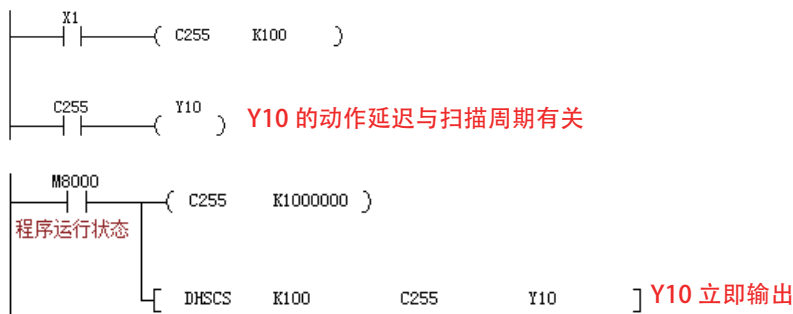 X1
C255 K100
C255 Y10 Y10 的动作延迟与扫描周期有关
M8000
C255 K1000000
程序运行状态
DHSCS K100 C255 Y10 Y10 立即输出